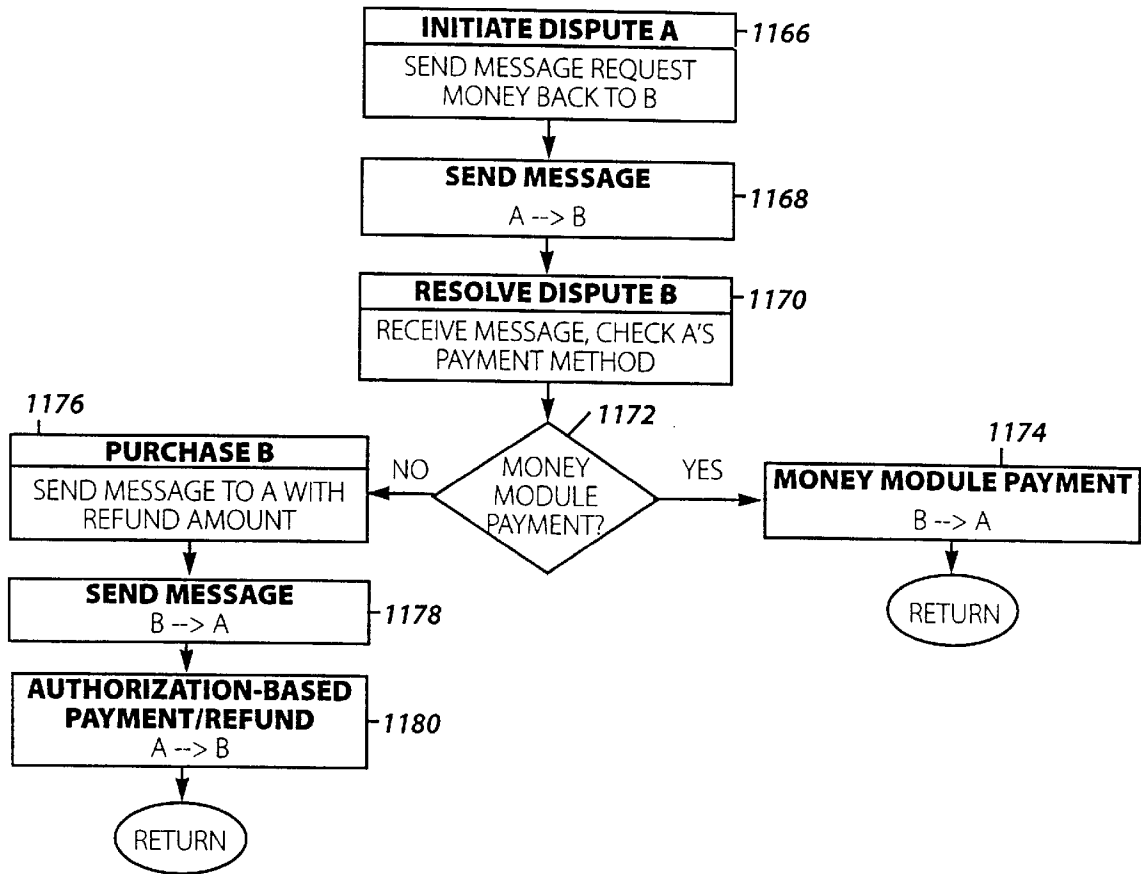 INITIATE DISPUTE A
1166
SEND MESSAGE REQUEST
MONEY BACK TO B
SEND MESSAGE
1168
A --> B
RESOLVE DISPUTE B
1170
RECEIVE MESSAGE, CHECK A'S
PAYMENT METHOD
1172
MONEY
MODULE
PAYMENT?
NO
YES
1176
PURCHASE B
SEND MESSAGE TO A WITH
REFUND AMOUNT
SEND MESSAGE
B --> A
1178
AUTHORIZATION-BASED
PAYMENT/REFUND
A --> B
1180
RETURN
1174
MONEY MODULE PAYMENT
B --> A
RETURN